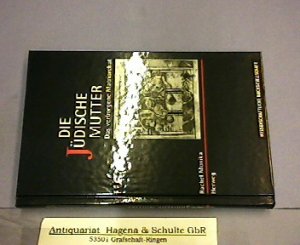 DIE
JÜDISCHE
MUTTER
Das verborgene Matriarchat
Rachel Monika
Herweg
WISSENSCHAFTLICHE BUCHGESELLSCHAFT
Antiquariat Hagena & Schulte GbR
53501 Grafschaft-Ringen